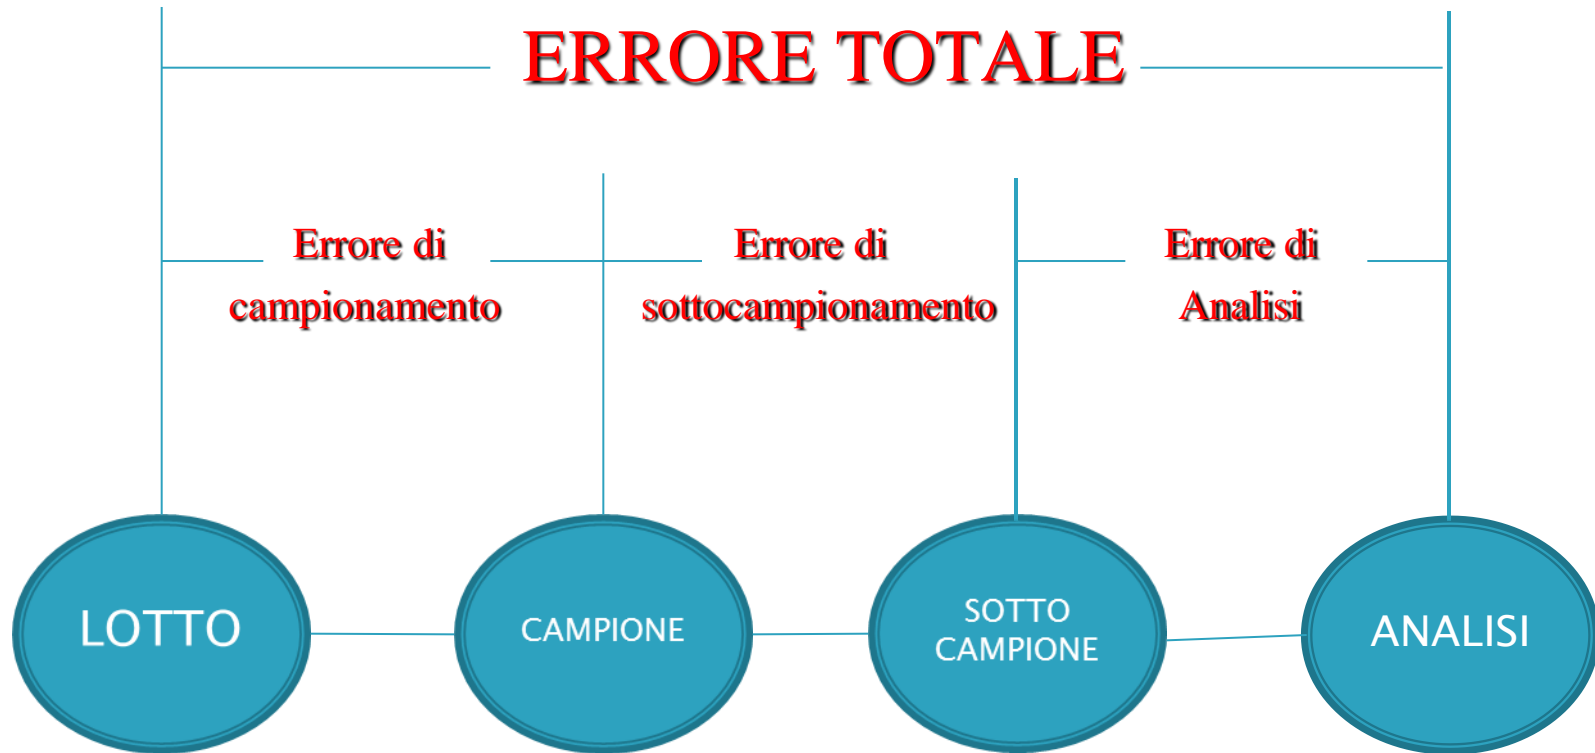 ERRORE TOTALE
Errore di
campionamento
Errore di
sottocampionamento
Errore di
Analisi
LOTTO
CAMPIONE
SOTTO
CAMPIONE
ANALISI